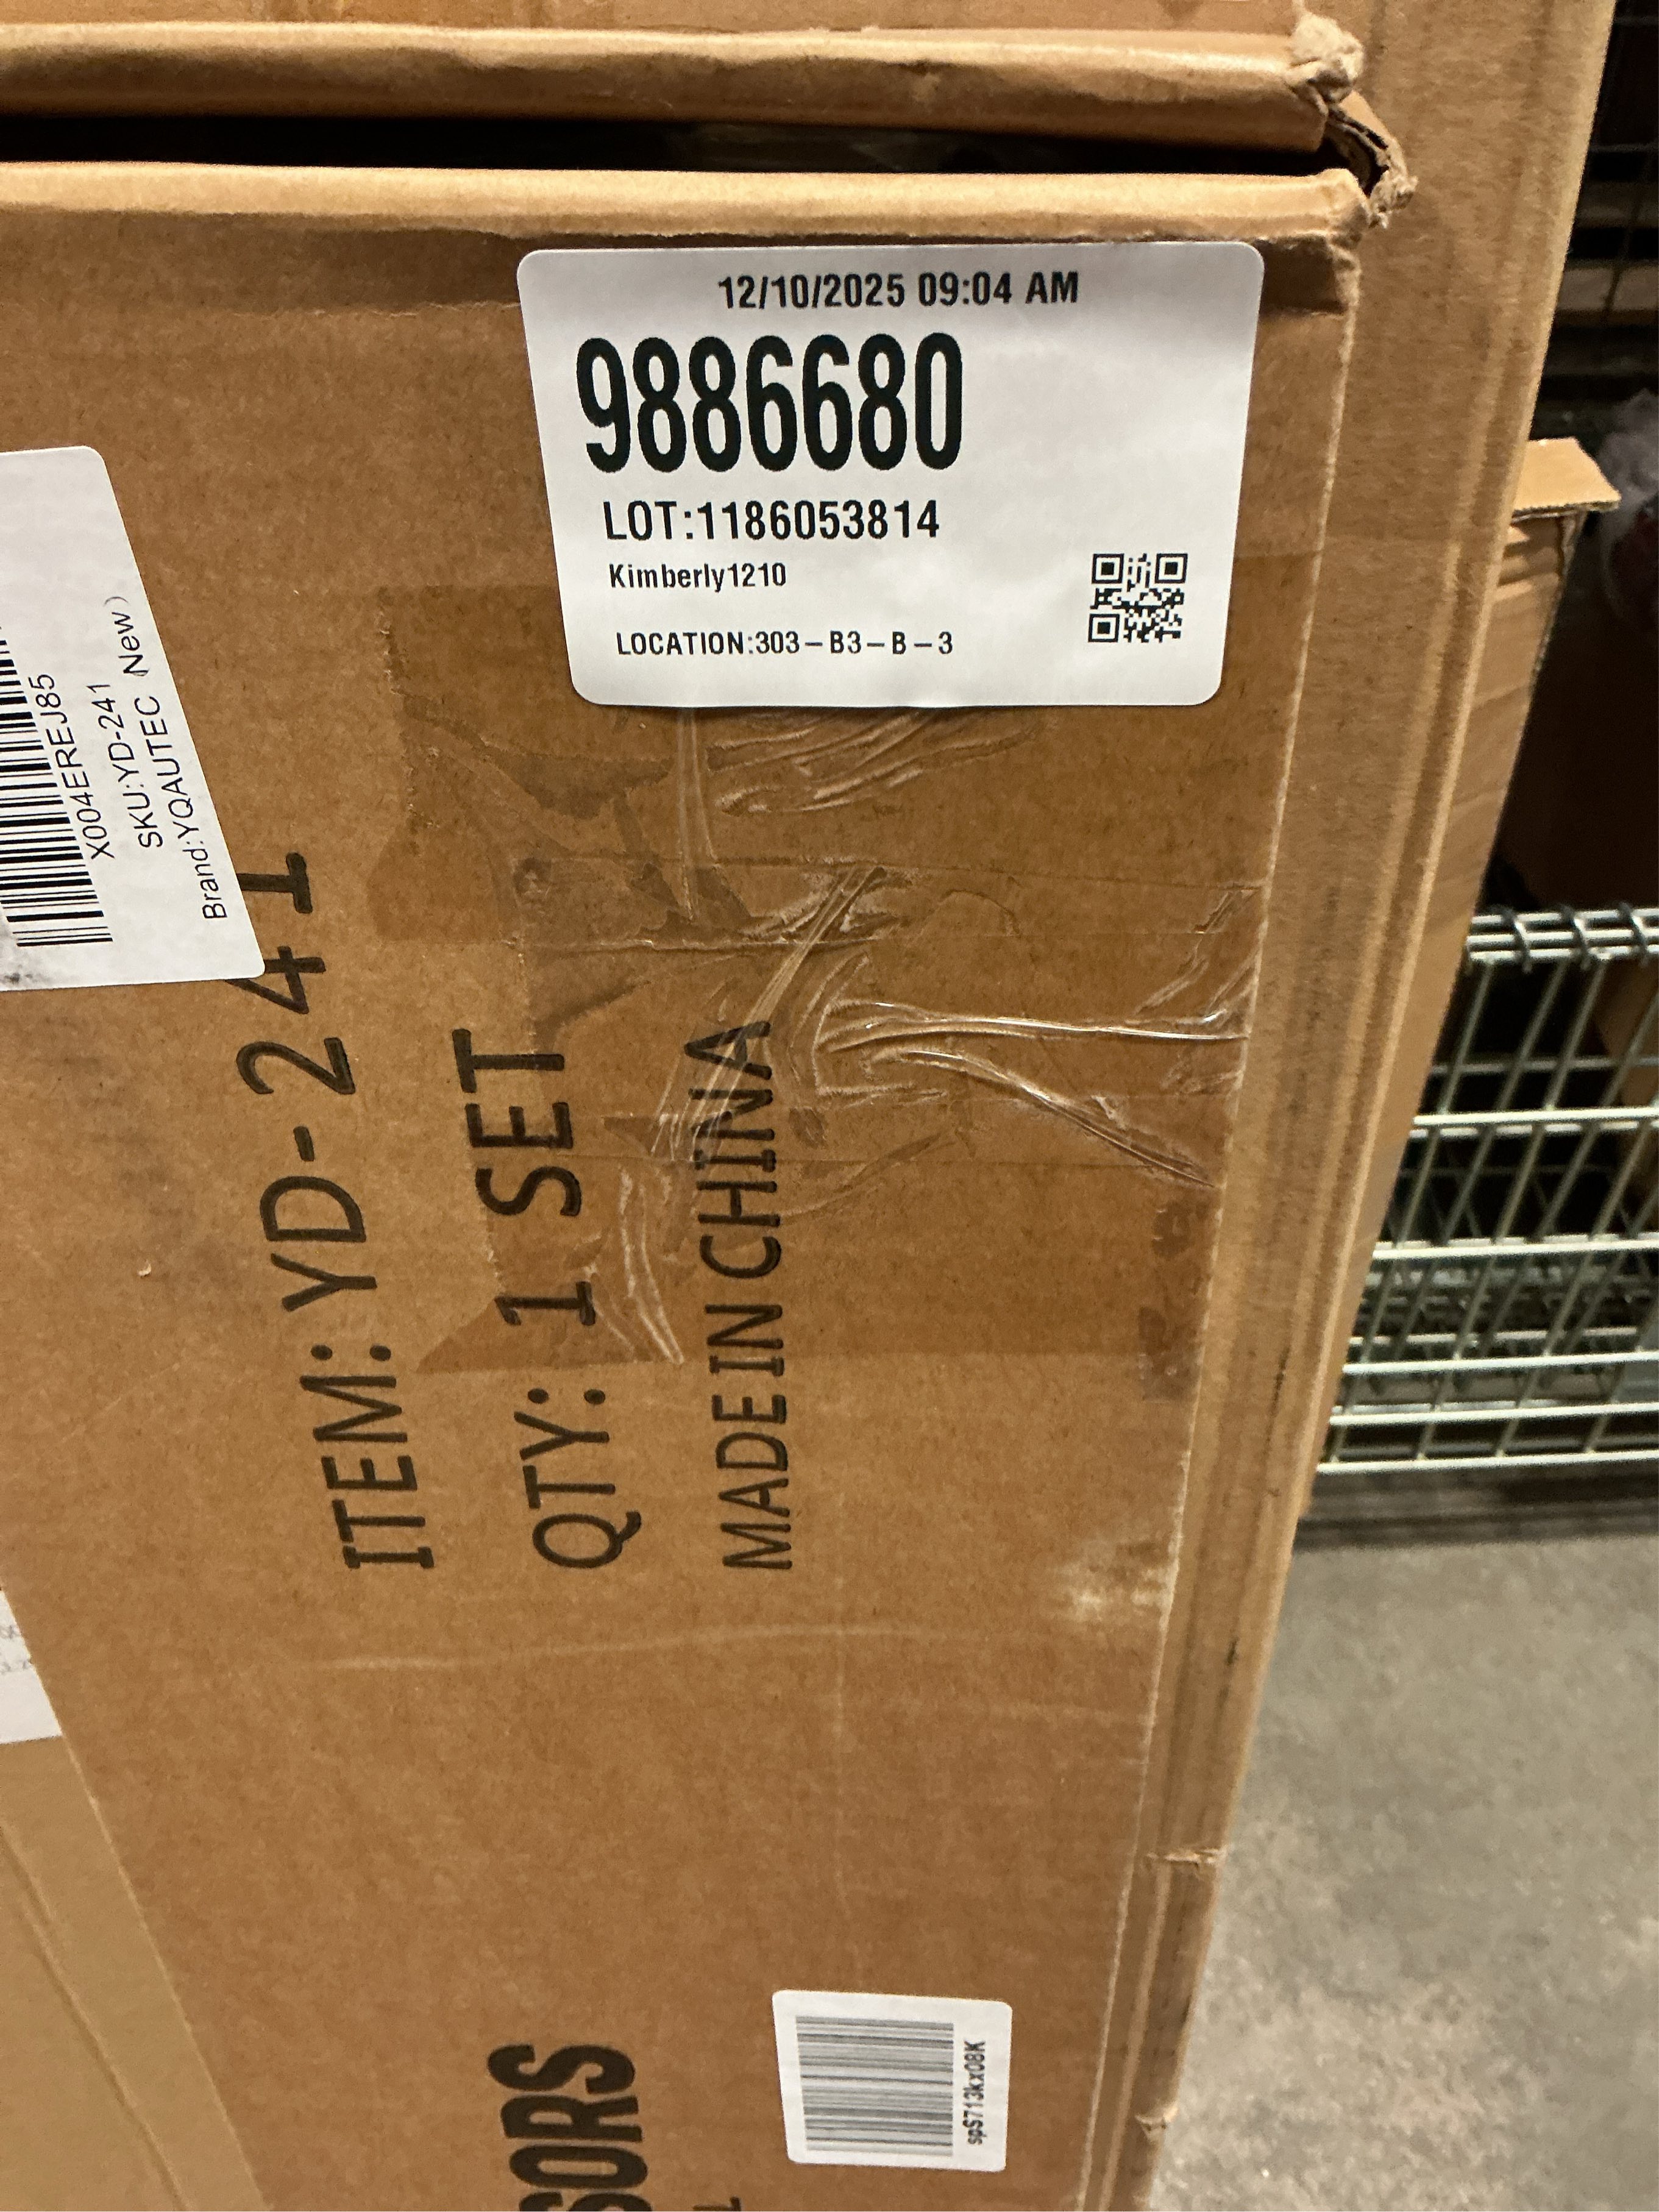 12/10/2025 09:04 AM
9886680
LOT:1186053814
Kimberly1210
LOCATION:303-B3-B-3
X004EREJ85
SKU:YD-241
Brand:YQAUTEC (New)
ITEM: YD-241
QTY: 1 SET
MADE IN CHINA
SORS
spS713kx08K